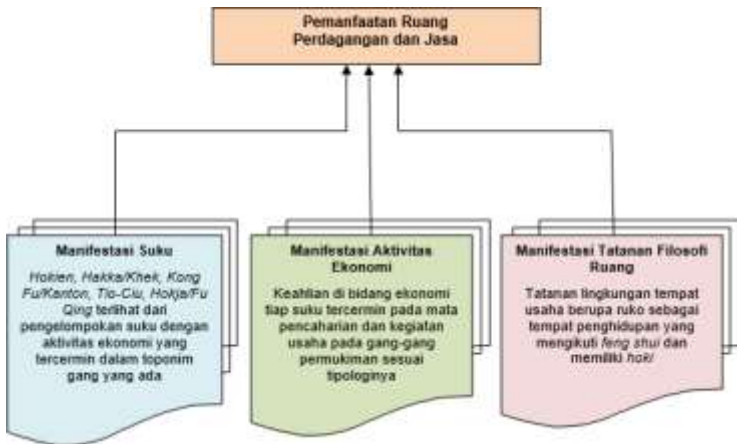 Pemanfaatan Ruang
Perdagangan dan Jasa
Manifestasi Suku
Hokien, Hakka/Khek, Kong
Fu/Kanton, Tio-Ciu, Hokja/Fu
Qing terlihat dari
pengelompokan suku dengan
aktivitas ekonomi yang
tercermin dalam toponim
gang yang ada
Manifestasi Aktivitas
Ekonomi
Keahlian di bidang ekonomi
tiap suku tercermin pada mata
pencaharian dan kegiatan
usaha pada gang-gang
permukiman sesuai
tipologinya
Manifestasi Tatanan Filosofi
Ruang
Tatanan lingkungan tempat
usaha berupa ruko sebagai
tempat penghidupan yang
mengikuti feng shui dan
memiliki hoki